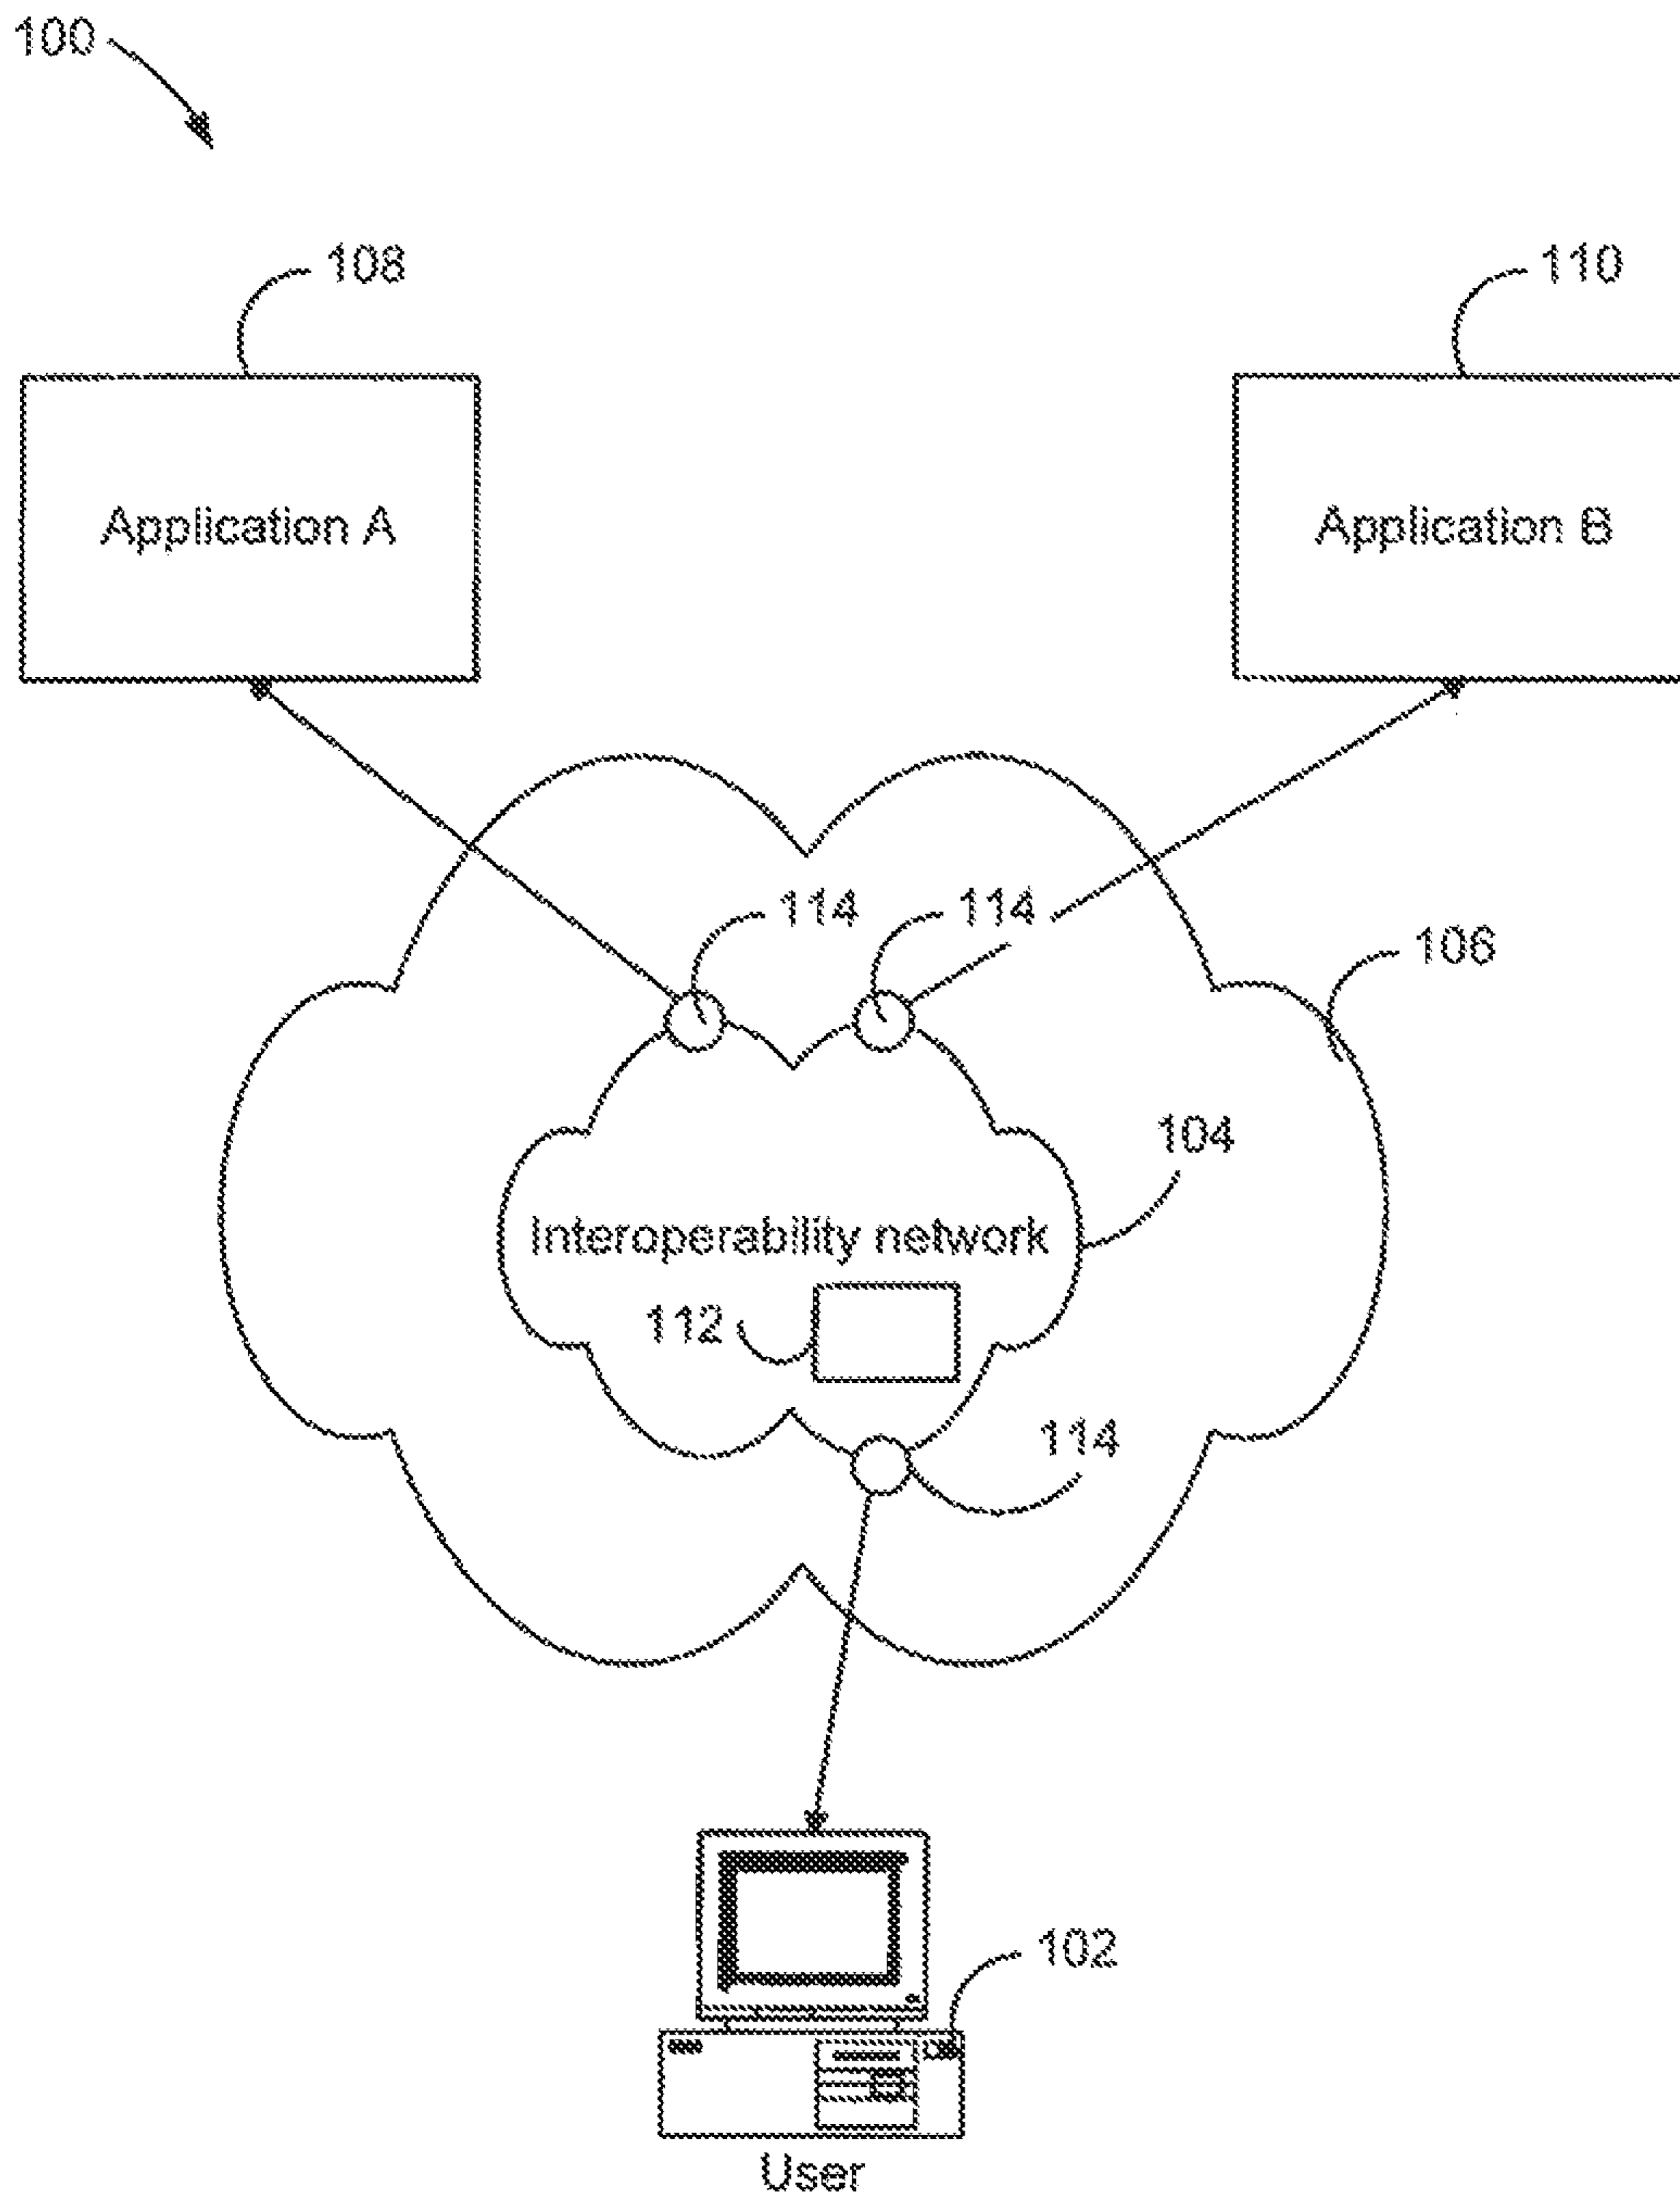 100
108
110
Application A
Application B
114
114
106
104
Interoperability network
112
114
102
User